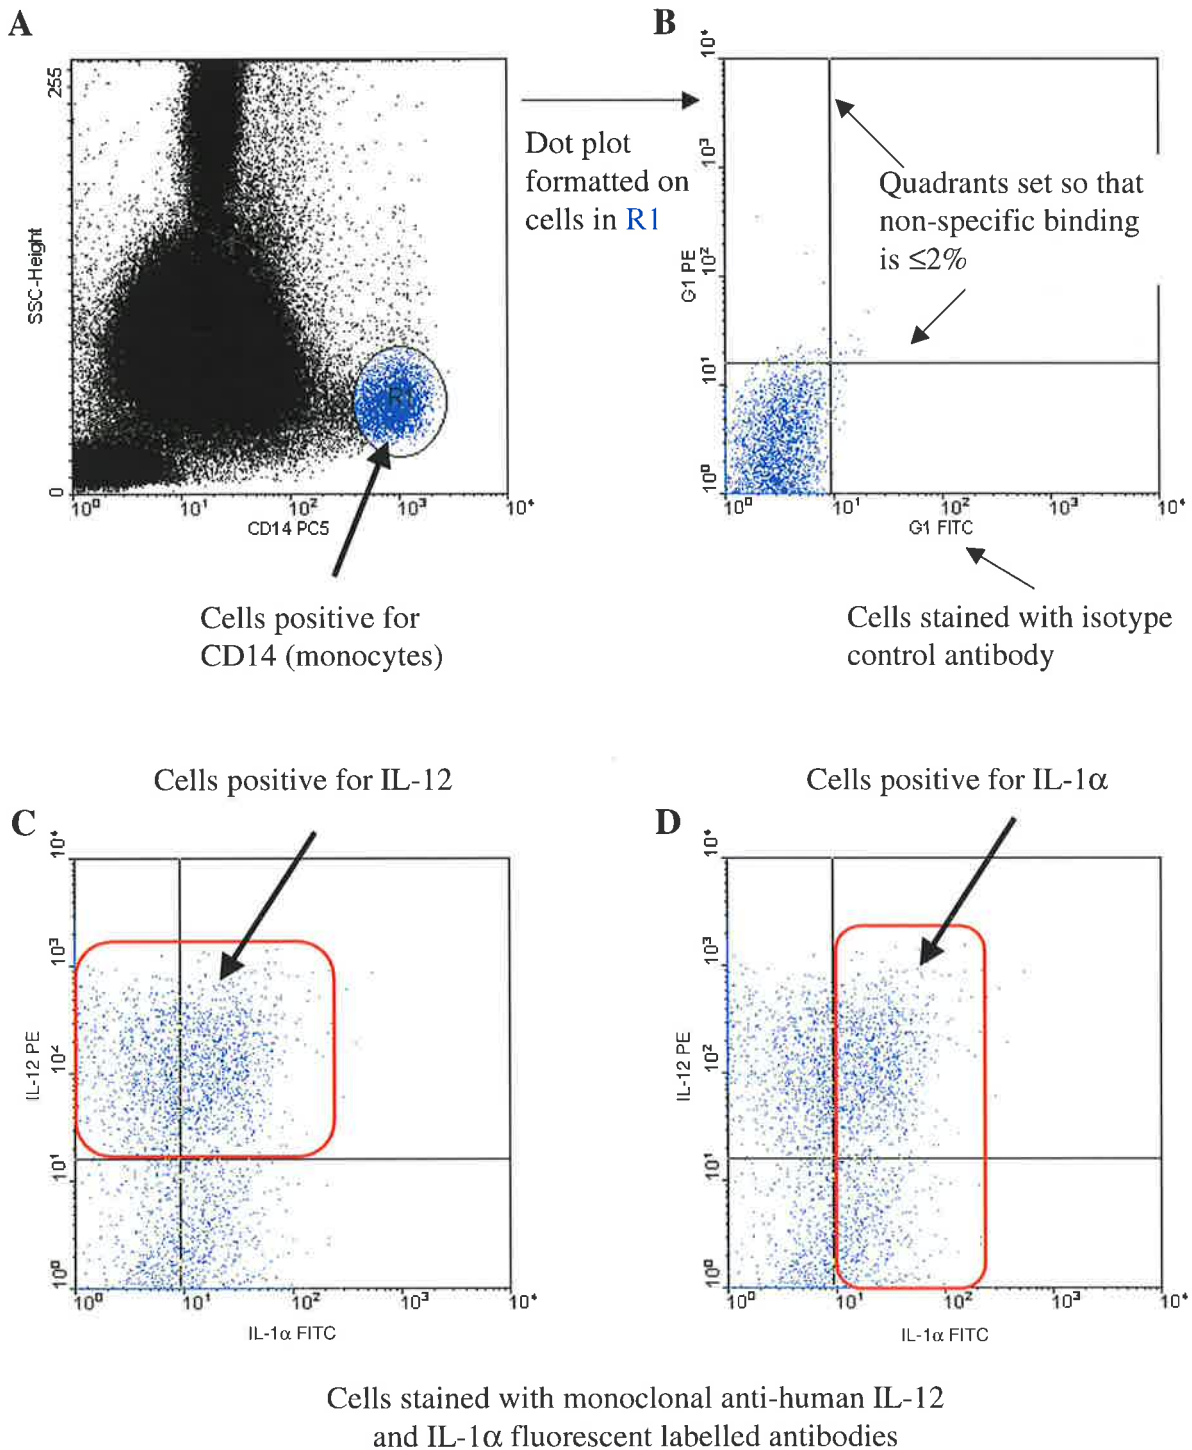 A
255
SSC-Height
0
10⁰ 10¹ 10² 10³ 10⁴
CD14 PC5
R1
Cells positive for
CD14 (monocytes)
Dot plot
formatted on
cells in R1
B
10⁴
10³
10²
10¹
10⁰
G1 PE
10⁰ 10¹ 10² 10³ 10⁴
G1 FITC
Quadrants set so that
non-specific binding
is ≤2%
Cells stained with isotype
control antibody
Cells positive for IL-12
C
10⁴
10³
10²
10¹
10⁰
IL-12 PE
10⁰ 10¹ 10² 10³ 10⁴
IL-1α FITC
Cells positive for IL-1α
D
10⁴
10³
10²
10¹
10⁰
IL-12 PE
10⁰ 10¹ 10² 10³ 10⁴
IL-1α FITC
Cells stained with monoclonal anti-human IL-12
and IL-1α fluorescent labelled antibodies